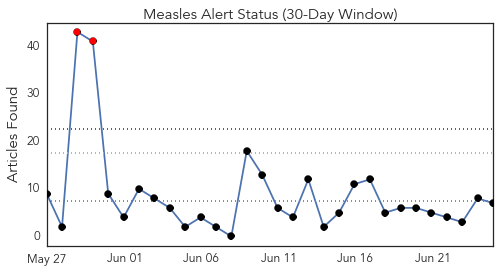 Measles Alert Status (30-Day Window)
Articles Found
40
30
20
10
0
May 27
Jun 01
Jun 06
Jun 11
Jun 16
Jun 21